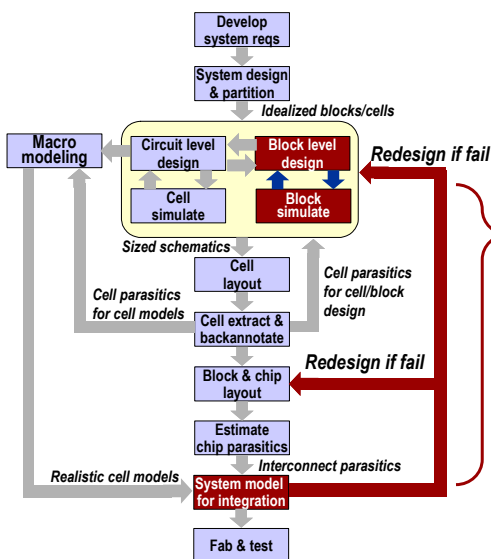 Develop
system reqs
System design
& partition
Idealized blocks/cells
Macro
modeling
Circuit level
design
Block level
design
Redesign if fail
Cell
simulate
Block
simulate
Sized schematics
Cell
layout
Cell parasitics
for cell models
Cell parasitics
for cell/block
design
Cell extract &
backannotate
Redesign if fail
Block & chip
layout
Estimate
chip parasitics
Interconnect parasitics
Realistic cell models
System model
for integration
Fab & test